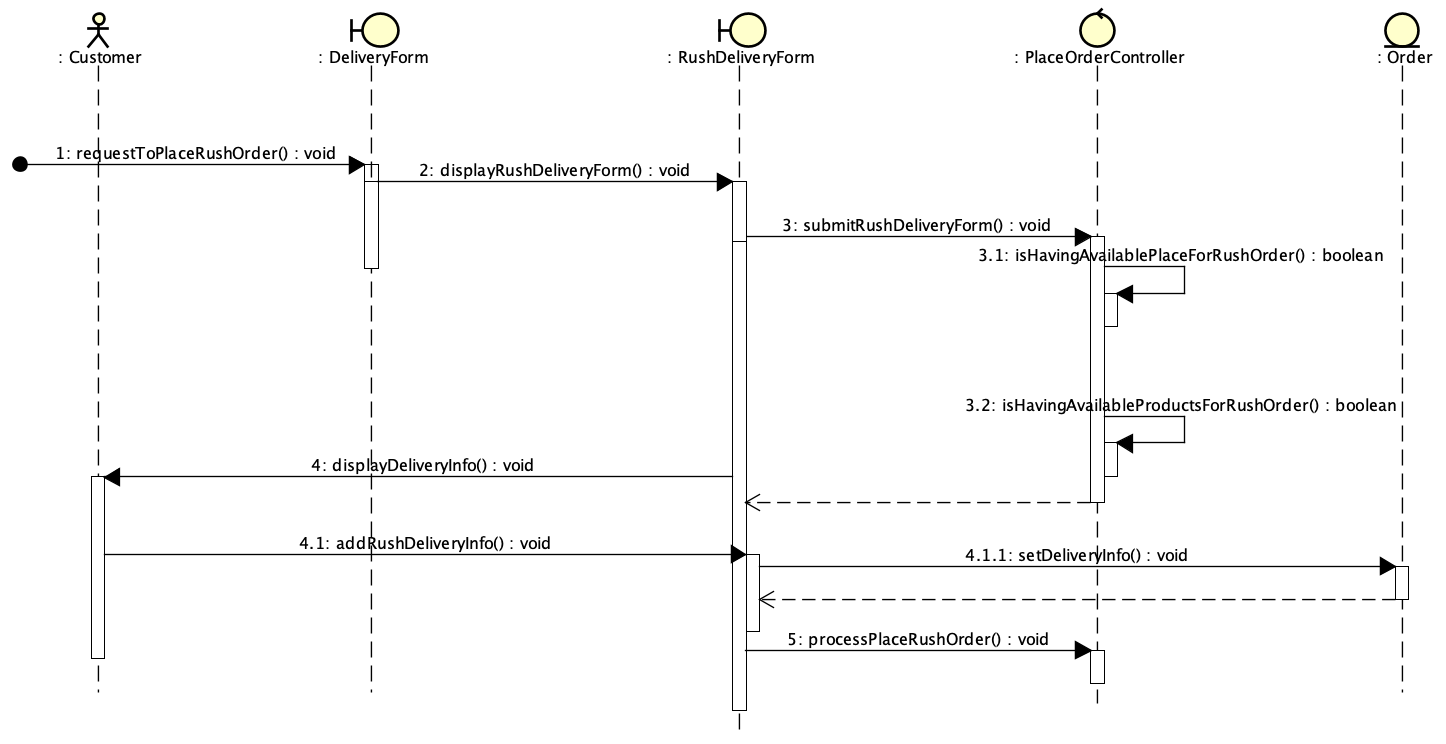 : Customer
: DeliveryForm
: RushDeliveryForm
: PlaceOrderController
: Order
1: requestToPlaceRushOrder() : void
2: displayRushDeliveryForm() : void
3: submitRushDeliveryForm() : void
3.1: isHavingAvailablePlaceForRushOrder() : boolean
3.2: isHavingAvailableProductsForRushOrder() : boolean
4: displayDeliveryInfo() : void
4.1: addRushDeliveryInfo() : void
4.1.1: setDeliveryInfo() : void
5: processPlaceRushOrder() : void